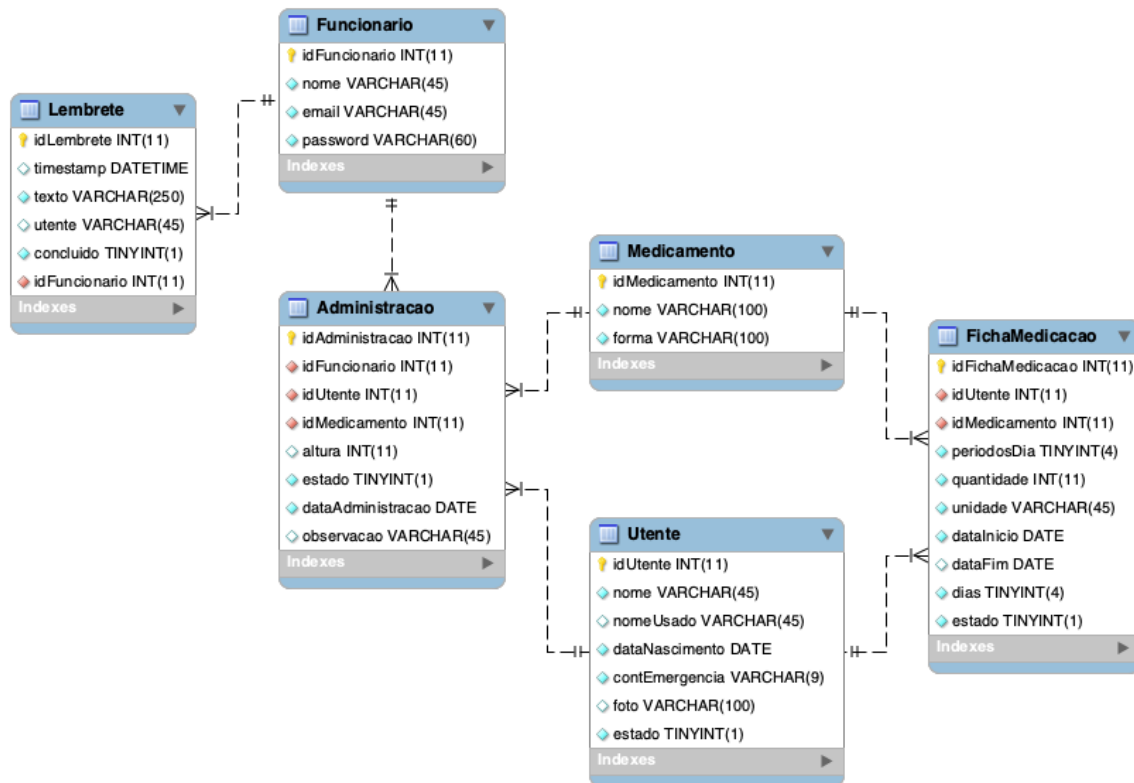 Funcionario
idFuncionario INT(11)
nome VARCHAR(45)
email VARCHAR(45)
password VARCHAR(60)
Indexes
Lembrete
idLembrete INT(11)
timestamp DATETIME
texto VARCHAR(250)
utente VARCHAR(45)
concluido TINYINT(1)
idFuncionario INT(11)
Indexes
Administracao
idAdministracao INT(11)
idFuncionario INT(11)
idUtente INT(11)
idMedicamento INT(11)
altura INT(11)
estado TINYINT(1)
dataAdministracao DATE
observacao VARCHAR(45)
Indexes
Medicamento
idMedicamento INT(11)
nome VARCHAR(100)
forma VARCHAR(100)
Indexes
Utente
idUtente INT(11)
nome VARCHAR(45)
nomeUsado VARCHAR(45)
dataNascimento DATE
contEmergencia VARCHAR(9)
foto VARCHAR(100)
estado TINYINT(1)
Indexes
FichaMedicacao
idFichaMedicacao INT(11)
idUtente INT(11)
idMedicamento INT(11)
periodosDia TINYINT(4)
quantidade INT(11)
unidade VARCHAR(45)
dataInicio DATE
dataFim DATE
dias TINYINT(4)
estado TINYINT(1)
Indexes